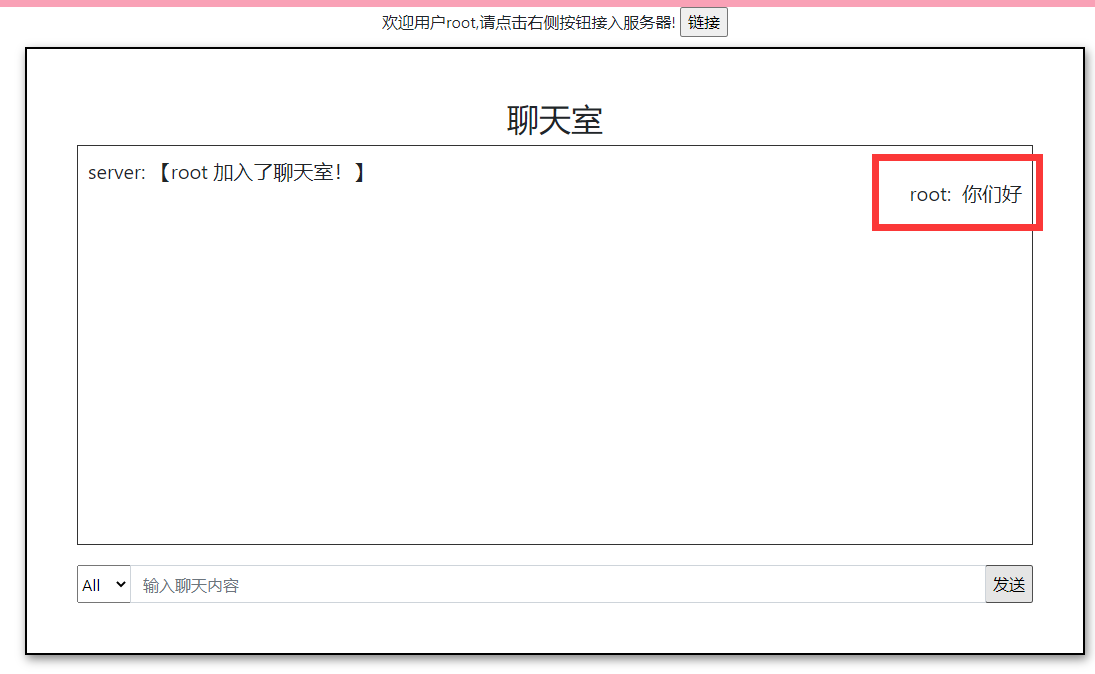 欢迎用户root,请点击右侧按钮接入服务器! 链接
聊天室
server: 【root 加入了聊天室！】
root: 你们好
All 输入聊天内容 发送